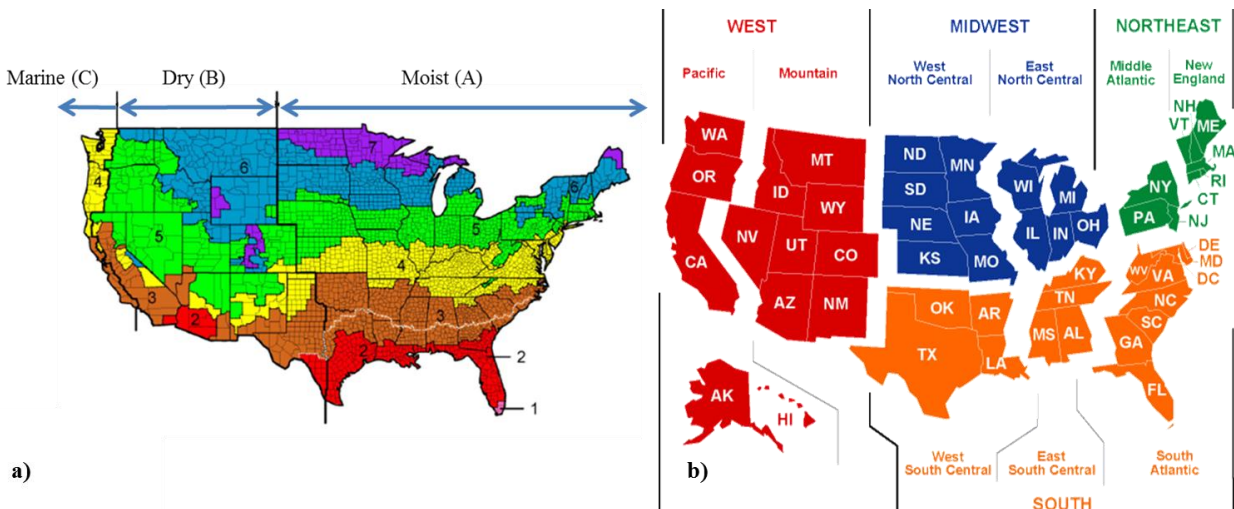 Marine (C)
Dry (B)
Moist (A)
7
6
6
4
5
5
4
3
3
2
2
2
1
a)
WEST
MIDWEST
NORTHEAST
Pacific
Mountain
West
North Central
East
North Central
Middle
Atlantic
New
England
WA
OR
CA
MT
ID
WY
NV
UT
CO
AZ
NM
AK
HI
ND
MN
SD
NE
IA
KS
MO
WI
MI
IL
IN
OH
NH
VT
ME
MA
RI
CT
NJ
NY
PA
DE
MD
DC
WV
VA
KY
TN
NC
SC
OK
AR
TX
LA
MS
AL
GA
FL
West
South Central
East
South Central
South
Atlantic
SOUTH
b)